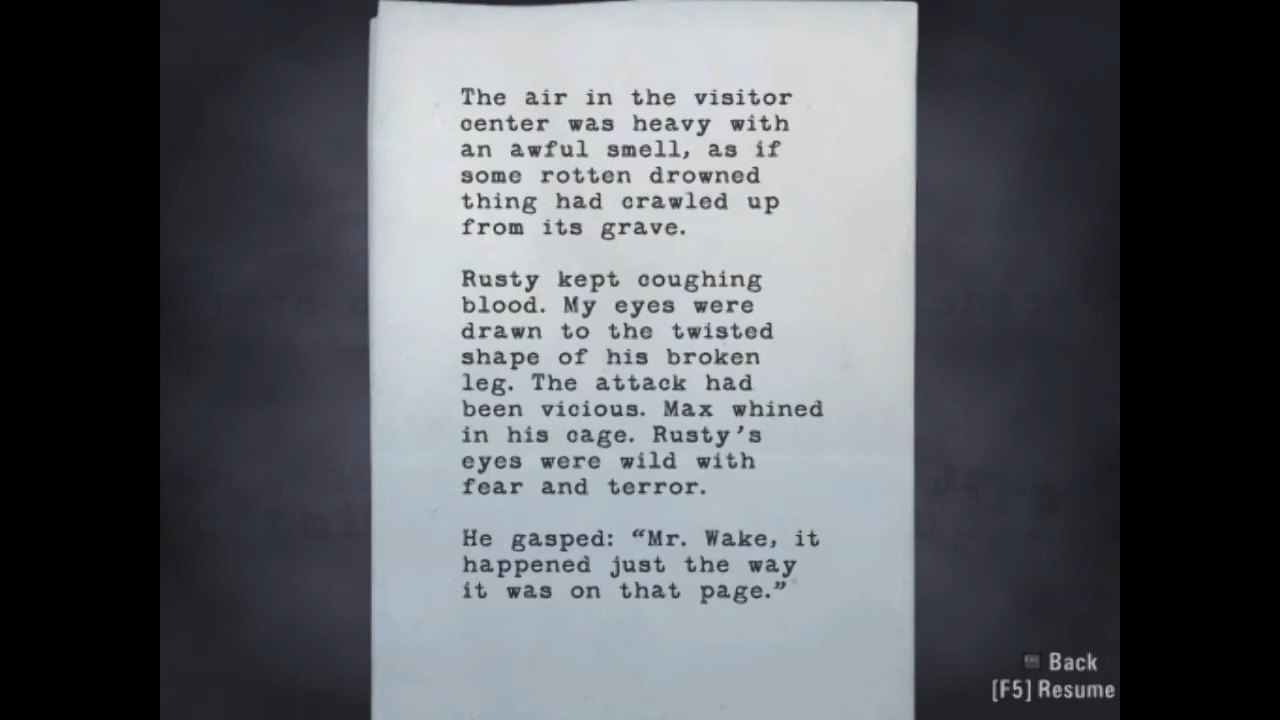 The air in the visitor
center was heavy with
an awful smell, as if
some rotten drowned
thing had crawled up
from its grave.
Rusty kept coughing
blood. My eyes were
drawn to the twisted
shape of his broken
leg. The attack had
been vicious. Max whined
in his cage. Rusty's
eyes were wild with
fear and terror.
He gasped: “Mr. Wake, it
happened just the way
it was on that page.”
Back
[F5] Resume